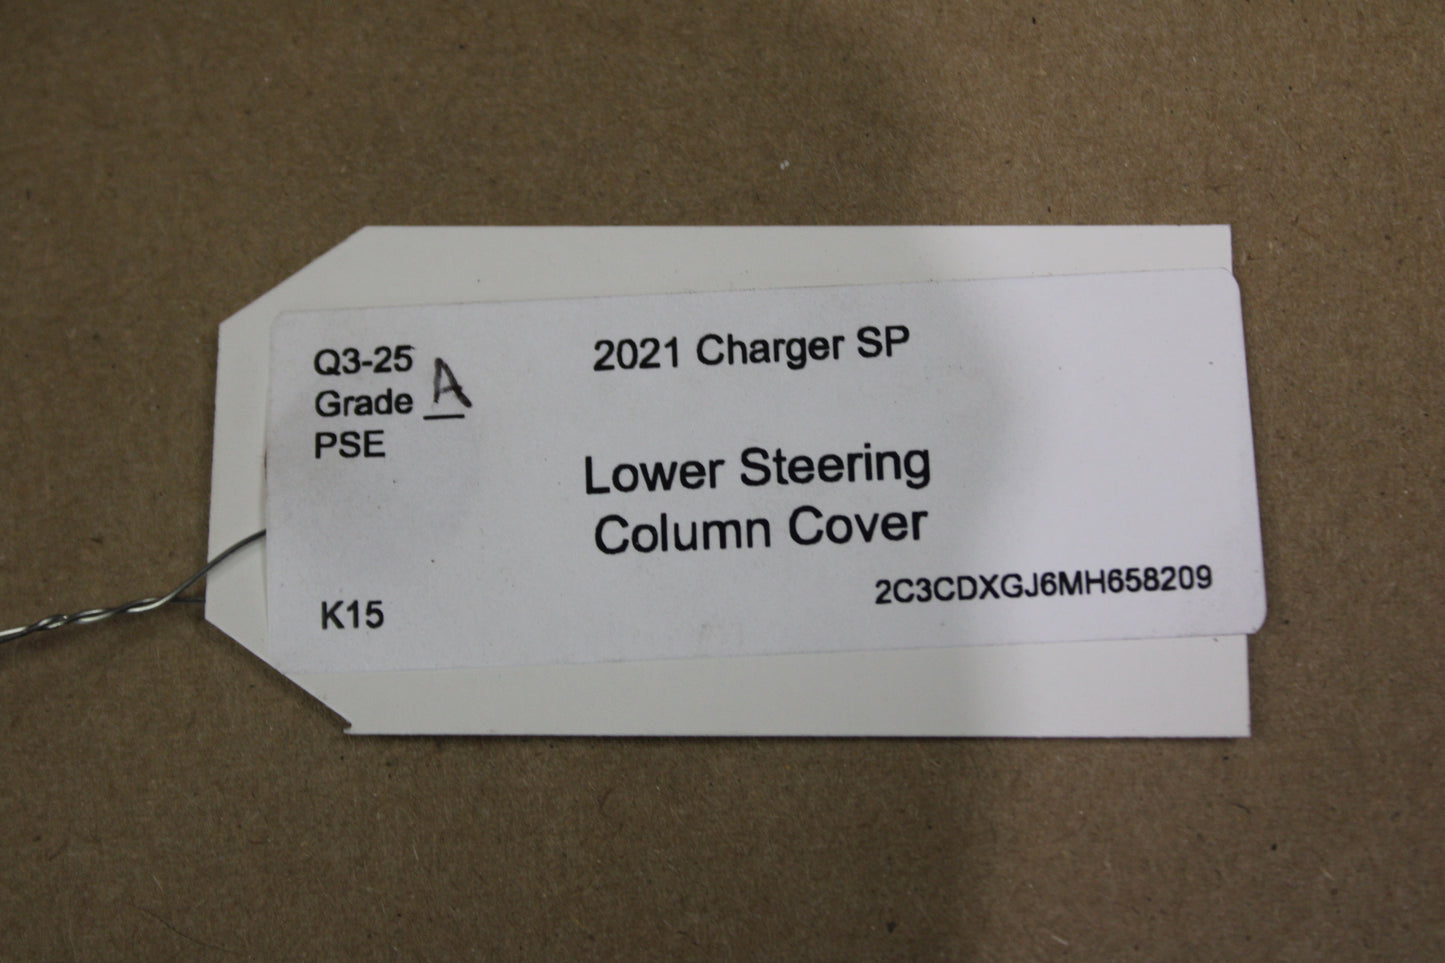 Q3-25
Grade A
PSE
2021 Charger SP
Lower Steering
Column Cover
K15
2C3CDXGJ6MH658209